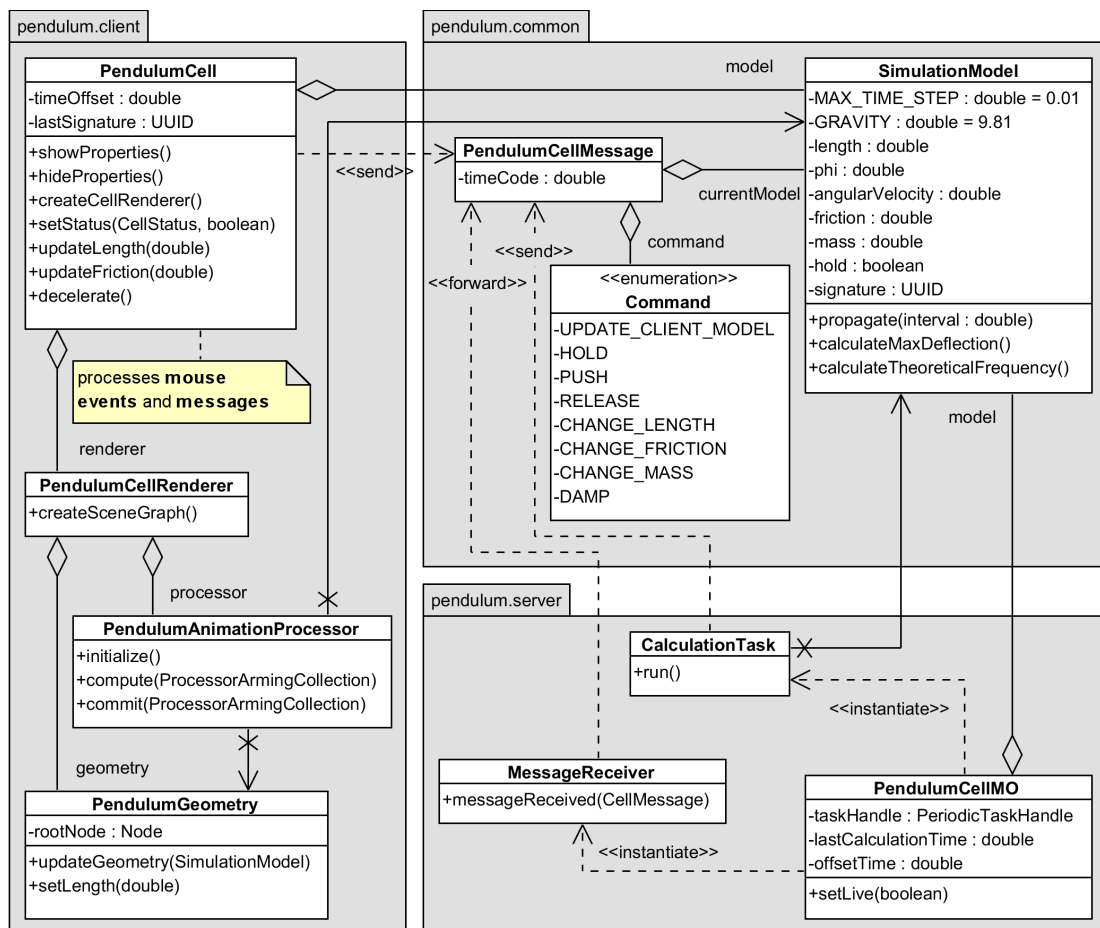 pendulum.client
PendulumCell
-timeOffset : double
-lastSignature : UUID
+showProperties()
+hideProperties()
+createCellRenderer()
+setStatus(CellStatus, boolean)
+updateLength(double)
+updateFriction(double)
+decelerate()
processes mouse
events and messages
renderer
PendulumCellRenderer
+createSceneGraph()
processor
PendulumAnimationProcessor
+initialize()
+compute(ProcessorArmingCollection)
+commit(ProcessorArmingCollection)
geometry
PendulumGeometry
-rootNode : Node
+updateGeometry(SimulationModel)
+setLength(double)
<<send>>
pendulum.common
model
PendulumCellMessage
-timeCode : double
currentModel
command
<<send>>
<<forward>>
<<enumeration>>
Command
-UPDATE_CLIENT_MODEL
-HOLD
-PUSH
-RELEASE
-CHANGE_LENGTH
-CHANGE_FRICTION
-CHANGE_MASS
-DAMP
SimulationModel
-MAX_TIME_STEP : double = 0.01
-GRAVITY : double = 9.81
-length : double
-phi : double
-angularVelocity : double
-friction : double
-mass : double
-hold : boolean
-signature : UUID
+propagate(interval : double)
+calculateMaxDeflection()
+calculateTheoreticalFrequency()
model
pendulum.server
CalculationTask
+run()
<<instantiate>>
MessageReceiver
+messageReceived(CellMessage)
<<instantiate>>
PendulumCellMO
-taskHandle : PeriodicTaskHandle
-lastCalculationTime : double
-offsetTime : double
+setLive(boolean)